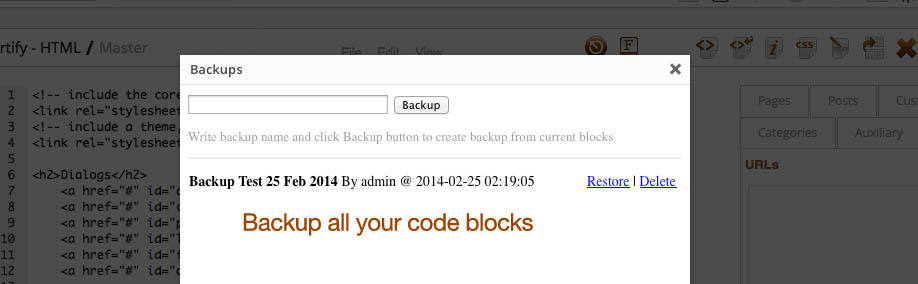 ertify - HTML / Master
File Edit View
F
css
Backups
Backup
Write backup name and click Backup button to create backup from current blocks
Backup Test 25 Feb 2014 By admin @ 2014-02-25 02:19:05 Restore | Delete
Backup all your code blocks
1 <!-- include the core
2 <link rel="stylesheet
3 <!-- include a theme,
4 <link rel="stylesheet
5
6 <h2>Dialogs</h2>
7 <a href="#" id="
8 <a href="#" id="
9 <a href="#" id="p
10 <a href="#" id="
11 <a href="#" id="
12 <a href="#" id="
Pages Posts Cus
Categories Auxiliary
URLs